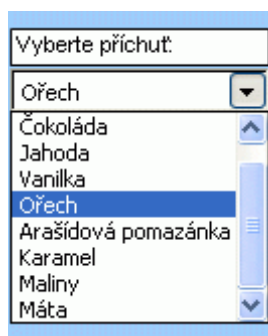 Vyberte příchuť:
Ořech
Čokoláda
Jahoda
Vanilka
Ořech
Arašídová pomazánka
Karamel
Maliny
Máta